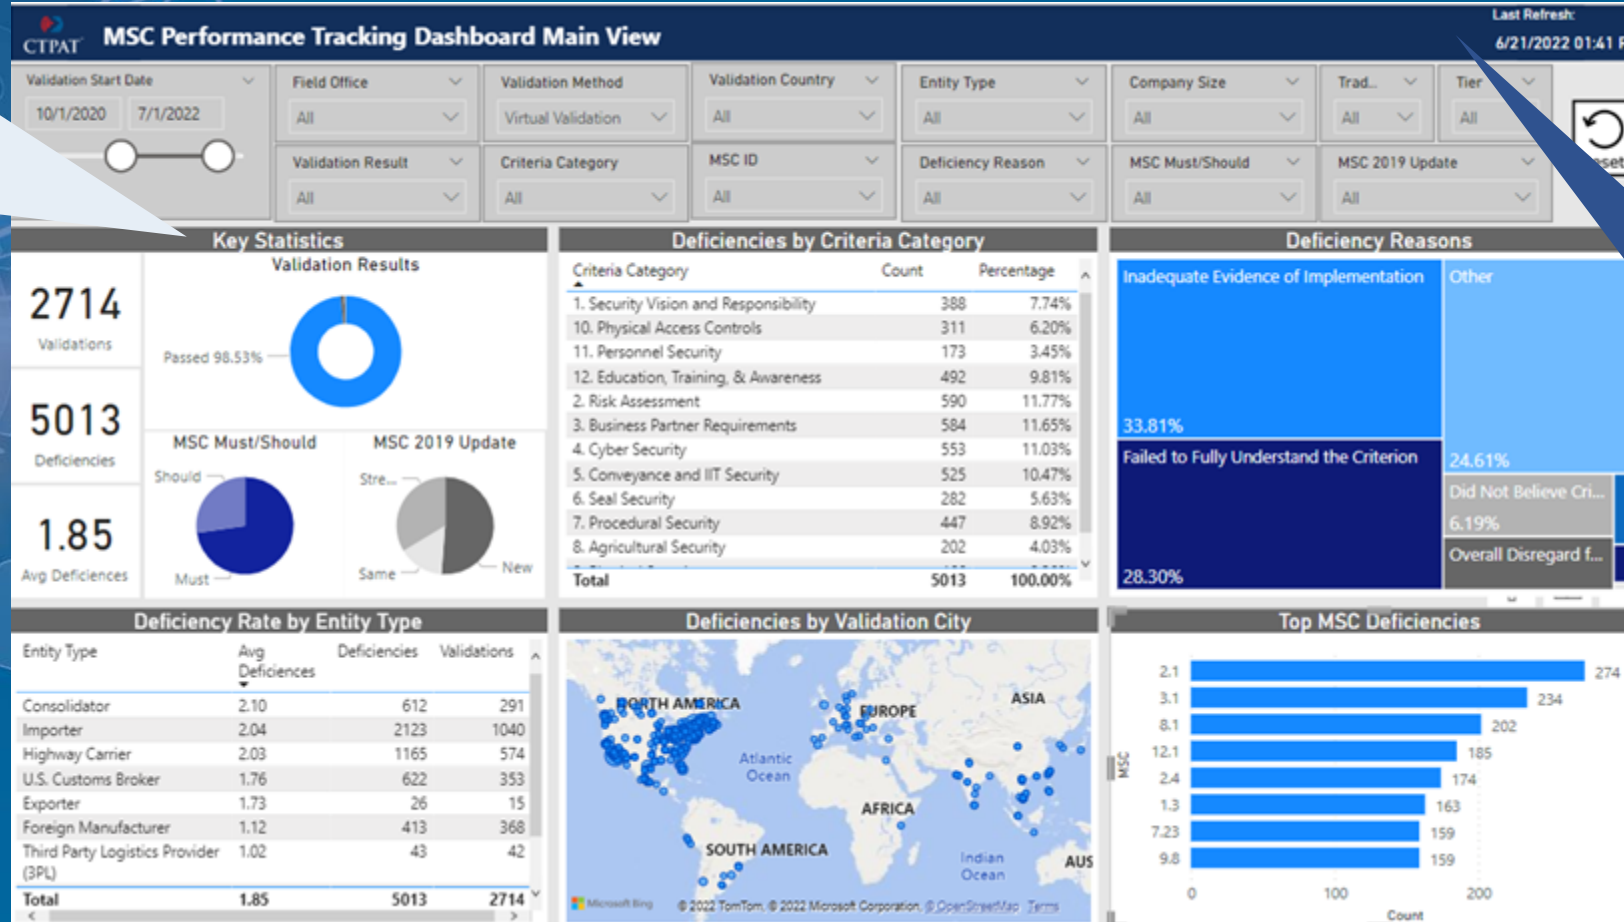 CTPAT
MSC Performance Tracking Dashboard Main View
Last Refresh:
6/21/2022 01:41 P
Validation Start Date
10/1/2020 7/1/2022
Field Office
All
Validation Method
Virtual Validation
Validation Country
All
Entity Type
All
Company Size
All
Trad...
All
Tier
All
Validation Result
All
Criteria Category
All
MSC ID
All
Deficiency Reason
All
MSC Must/Should
All
MSC 2019 Update
All
Key Statistics
2714
Validations
5013
Deficiencies
1.85
Avg Deficiences
Validation Results
Passed 98.53%
MSC Must/Should
Should
Must
MSC 2019 Update
Stre...
Same
New
Deficiencies by Criteria Category
Criteria Category Count Percentage
1. Security Vision and Responsibility 388 7.74%
10. Physical Access Controls 311 6.20%
11. Personnel Security 173 3.45%
12. Education, Training, & Awareness 492 9.81%
2. Risk Assessment 590 11.77%
3. Business Partner Requirements 584 11.65%
4. Cyber Security 553 11.03%
5. Conveyance and IIT Security 525 10.47%
6. Seal Security 282 5.63%
7. Procedural Security 447 8.92%
8. Agricultural Security 202 4.03%
Total 5013 100.00%
Deficiency Reasons
Inadequate Evidence of Implementation
33.81%
Failed to Fully Understand the Criterion
28.30%
Other
24.61%
Did Not Believe Cri...
6.19%
Overall Disregard f...
Deficiency Rate by Entity Type
Entity Type Avg Deficiences Deficiencies Validations
Consolidator 2.10 612 291
Importer 2.04 2123 1040
Highway Carrier 2.03 1165 574
U.S. Customs Broker 1.76 622 353
Exporter 1.73 26 15
Foreign Manufacturer 1.12 413 368
Third Party Logistics Provider 1.02 43 42
(3PL)
Total 1.85 5013 2714
Deficiencies by Validation City
NORTH AMERICA
EUROPE
ASIA
Atlantic
Ocean
AFRICA
SOUTH AMERICA
Indian
Ocean
AUS
Microsoft Bing
© 2022 TomTom, © 2022 Microsoft Corporation, © OpenStreetMap Terms
Top MSC Deficiencies
MSC
2.1 274
3.1 234
8.1 202
12.1 185
2.4 174
1.3 163
7.23 159
9.8 159
0 100 200
Count